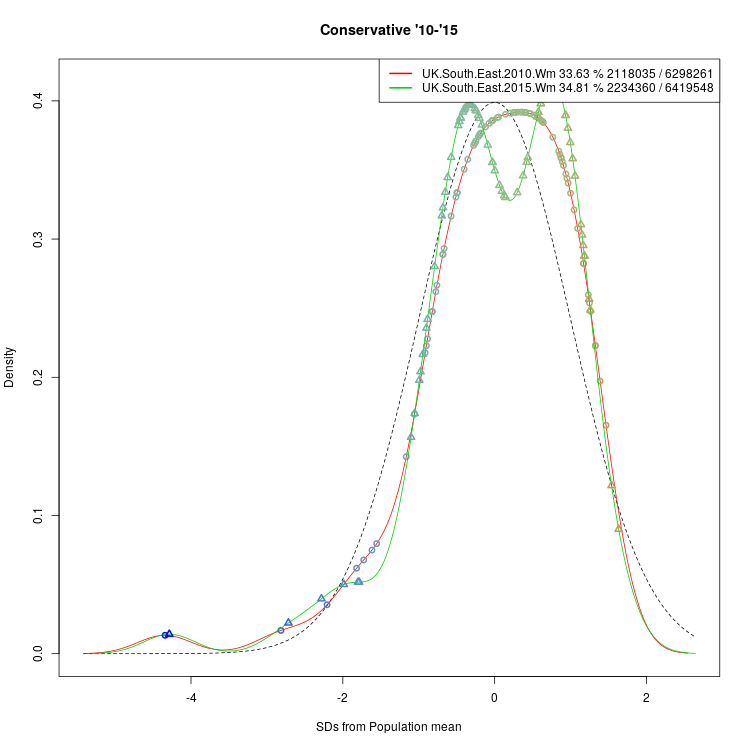 Conservative '10-'15
UK.South.East.2010.Wm 33.63 % 2118035 / 6298261
UK.South.East.2015.Wm 34.81 % 2234360 / 6419548
0.4
0.3
0.2
0.1
0.0
Density
-4 -2 0 2
SDs from Population mean